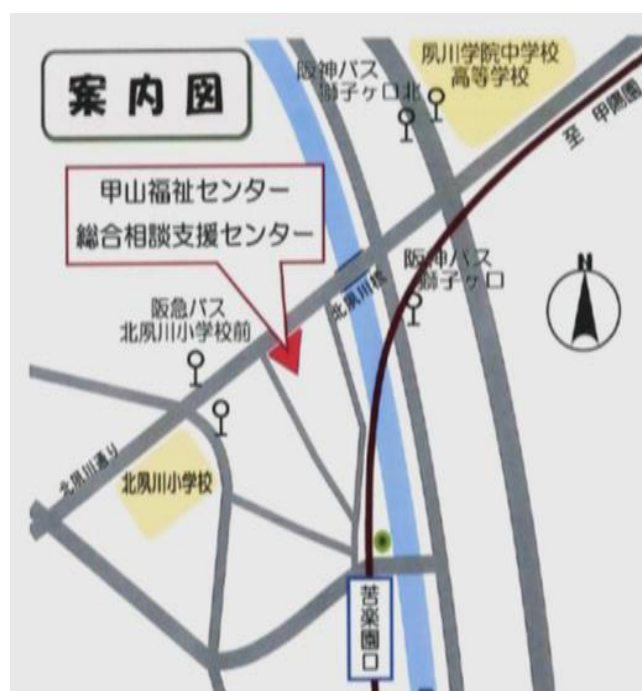 案内図
阪神バス
獅子ヶ口北
夙川学院中学校
高等学校
至 甲陽園
甲山福祉センター
総合相談支援センター
阪神バス
獅子ヶ口
北夙川橋
N
阪急バス
北夙川小学校前
北夙川通り
北夙川小学校
苦楽園口